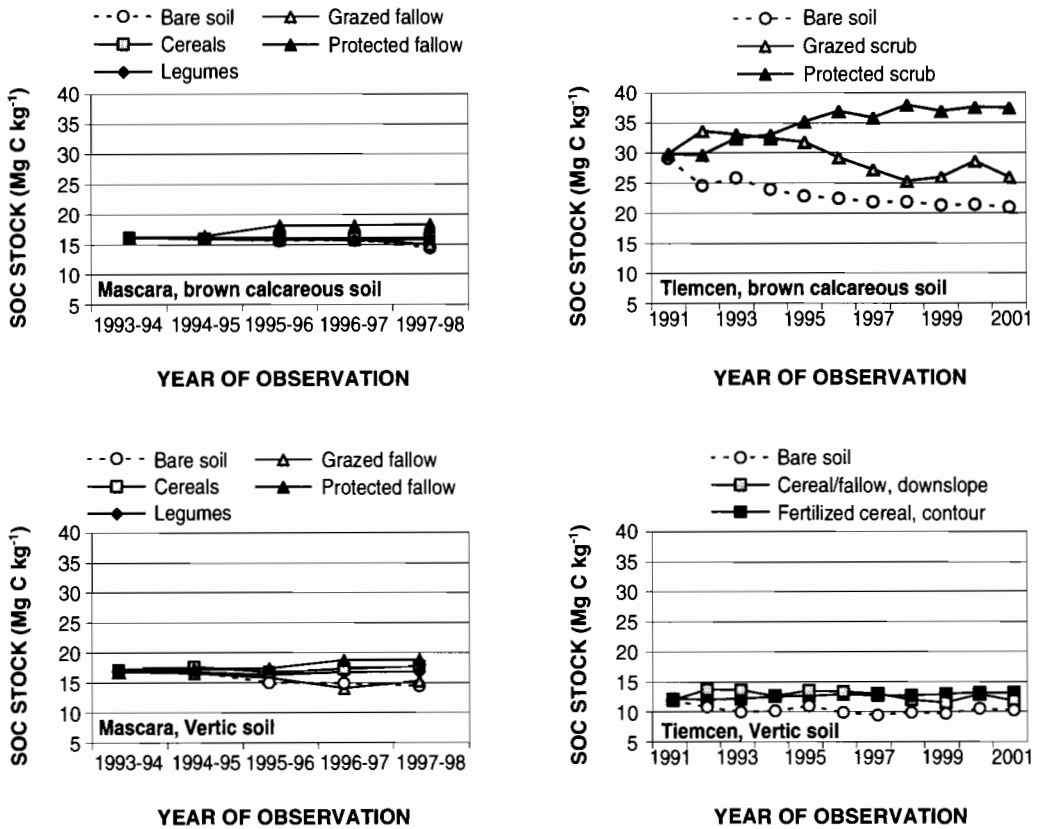 Bare soil
Grazed fallow
Cereals
Protected fallow
Legumes
SOC STOCK (Mg C kg-1)
40
35
30
25
20
15
10
5
Mascara, brown calcareous soil
1993-94 1994-95 1995-96 1996-97 1997-98
YEAR OF OBSERVATION
Bare soil
Grazed scrub
Protected scrub
SOC STOCK (Mg C kg-1)
40
35
30
25
20
15
10
5
Tlemcen, brown calcareous soil
1991 1993 1995 1997 1999 2001
YEAR OF OBSERVATION
Bare soil
Grazed fallow
Cereals
Protected fallow
Legumes
SOC STOCK (Mg C kg-1)
40
35
30
25
20
15
10
5
Mascara, Vertic soil
1993-94 1994-95 1995-96 1996-97 1997-98
YEAR OF OBSERVATION
Bare soil
Cereal/fallow, downslope
Fertilized cereal, contour
SOC STOCK (Mg C kg-1)
40
35
30
25
20
15
10
5
Tiemcen, Vertic soil
1991 1993 1995 1997 1999 2001
YEAR OF OBSERVATION